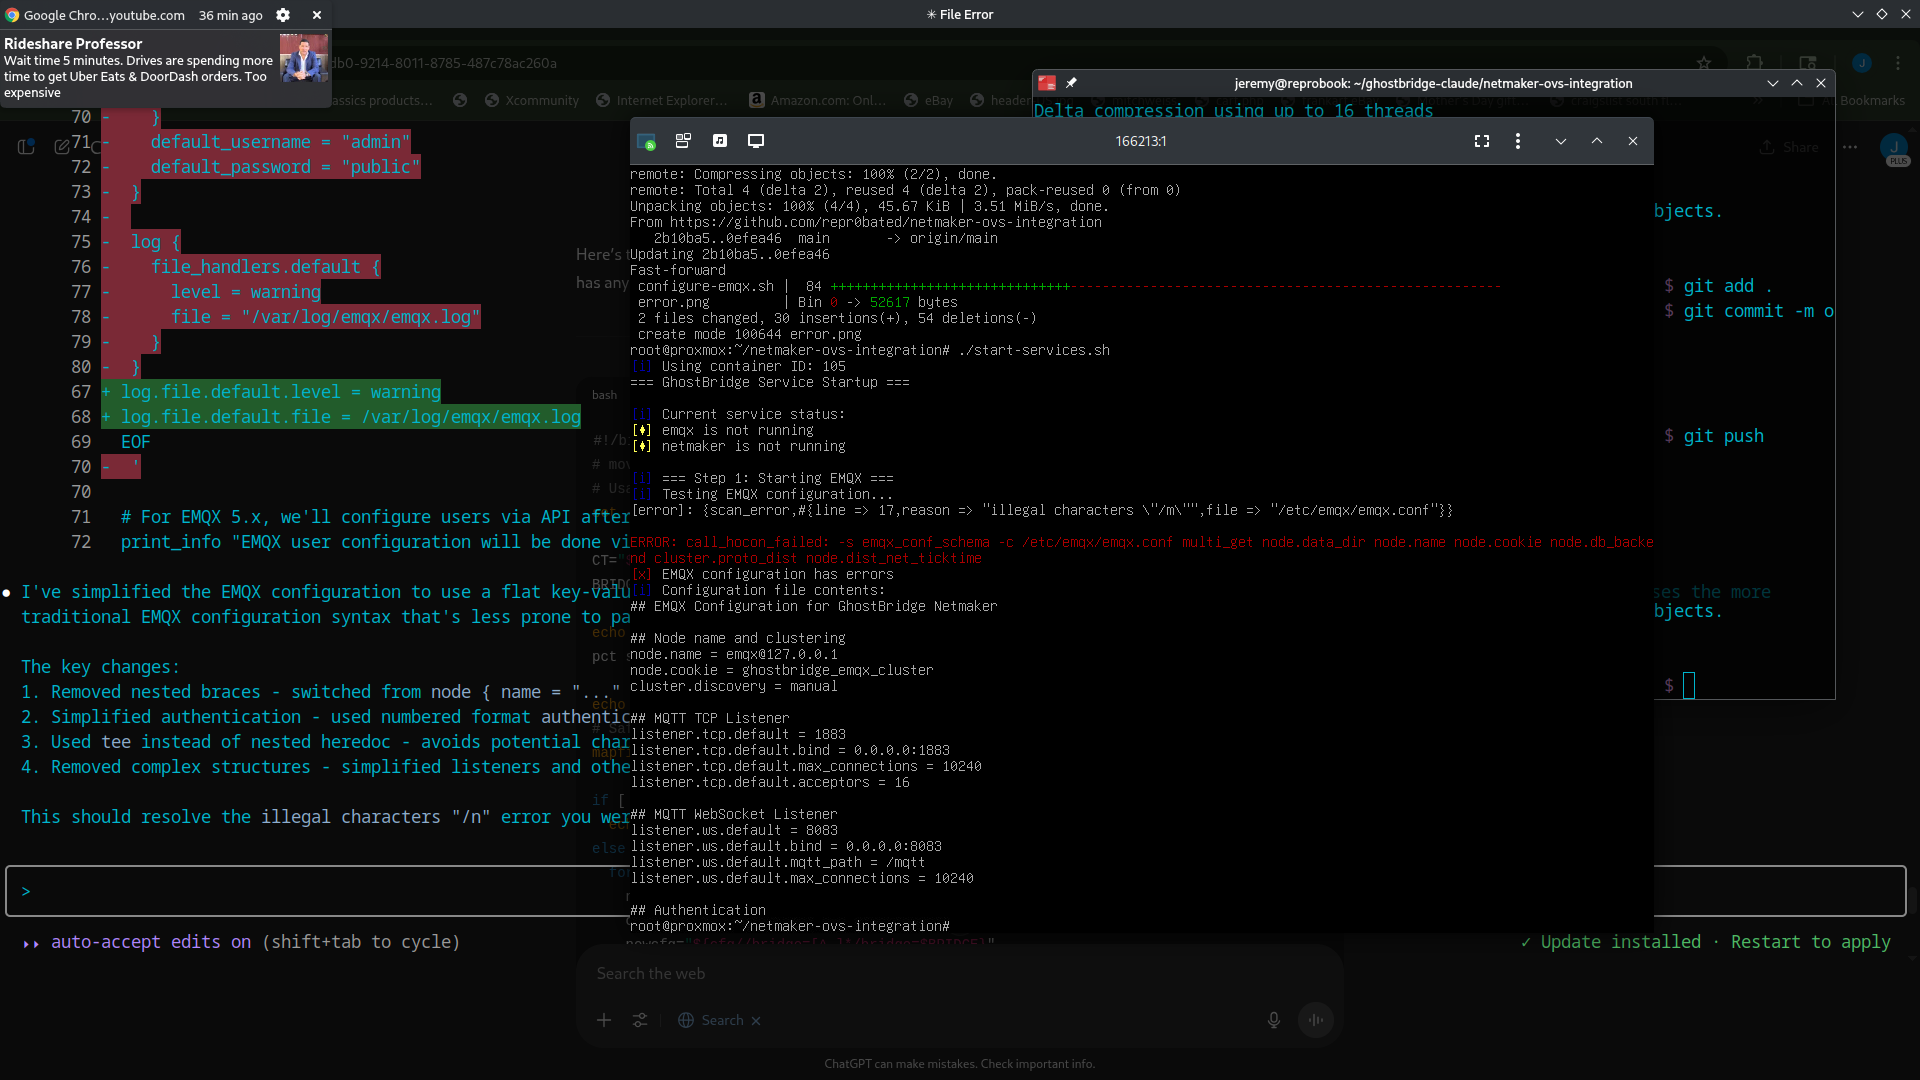 Google Chro...youtube.com 36 min ago
✳ File Error
Rideshare Professor
Wait time 5 minutes. Drives are spending more
time to get Uber Eats & DoorDash orders. Too
expensive
db0-9214-8011-8785-487c78ac260a
assics products...
Xcommunity
Internet Explorer...
Amazon.com: Onl...
eBay
header
Bookmarks
jeremy@reprobook: ~/ghostbridge-claude/netmaker-ovs-integration
Delta compression using up to 16 threads
Share
J
PLUS
bjects.
$ git add .
$ git commit -m o
$ git push
ses the more
bjects.
$
70 - }
71 - default_username = "admin"
72 - default_password = "public"
73 - }
74 -
75 - log {
76 - file_handlers.default {
77 - level = warning
78 - file = "/var/log/emqx/emqx.log"
79 - }
80 - }
67 + log.file.default.level = warning
68 + log.file.default.file = /var/log/emqx/emqx.log
69 EOF
70 - '
70
71 # For EMQX 5.x, we'll configure users via API after
72 print_info "EMQX user configuration will be done vi
● I've simplified the EMQX configuration to use a flat key-valu
traditional EMQX configuration syntax that's less prone to pa
The key changes:
1. Removed nested braces - switched from node { name = "..."
2. Simplified authentication - used numbered format authentic
3. Used tee instead of nested heredoc - avoids potential char
4. Removed complex structures - simplified listeners and othe
This should resolve the illegal characters "/n" error you wer
>
auto-accept edits on (shift+tab to cycle)
✓ Update installed · Restart to apply
Here's t
has any
bash
#!/b
# mov
# Usa
CT="
BRID
echo
pct s
echo
# Sa
mapf
if [
ec
else
fo
166213:1
remote: Compressing objects: 100% (2/2), done.
remote: Total 4 (delta 2), reused 4 (delta 2), pack-reused 0 (from 0)
Unpacking objects: 100% (4/4), 45.67 KiB | 3.51 MiB/s, done.
From https://github.com/repr0bated/netmaker-ovs-integration
2b10ba5..0efea46 main -> origin/main
Updating 2b10ba5..0efea46
Fast-forward
configure-emqx.sh | 84 ++++++++++++++++++++++++++++++------------------------------------------------------
error.png | Bin 0 -> 52617 bytes
2 files changed, 30 insertions(+), 54 deletions(-)
create mode 100644 error.png
root@proxmox:~/netmaker-ovs-integration# ./start-services.sh
[i] Using container ID: 105
=== GhostBridge Service Startup ===
[i] Current service status:
[♦] emqx is not running
[♦] netmaker is not running
[i] === Step 1: Starting EMQX ===
[i] Testing EMQX configuration...
[error]: {scan_error,#{line => 17,reason => "illegal characters \"/m\"",file => "/etc/emqx/emqx.conf"}}
ERROR: call_hocon_failed: -s emqx_conf_schema -c /etc/emqx/emqx.conf multi_get node.data_dir node.name node.cookie node.db_backe
nd cluster.proto_dist node.dist_net_ticktime
[x] EMQX configuration has errors
[i] Configuration file contents:
## EMQX Configuration for GhostBridge Netmaker
## Node name and clustering
node.name = emqx@127.0.0.1
node.cookie = ghostbridge_emqx_cluster
cluster.discovery = manual
## MQTT TCP Listener
listener.tcp.default = 1883
listener.tcp.default.bind = 0.0.0.0:1883
listener.tcp.default.max_connections = 10240
listener.tcp.default.acceptors = 16
## MQTT WebSocket Listener
listener.ws.default = 8083
listener.ws.default.bind = 0.0.0.0:8083
listener.ws.default.mqtt_path = /mqtt
listener.ws.default.max_connections = 10240
## Authentication
root@proxmox:~/netmaker-ovs-integration#
Search the web
Search
ChatGPT can make mistakes. Check important info.